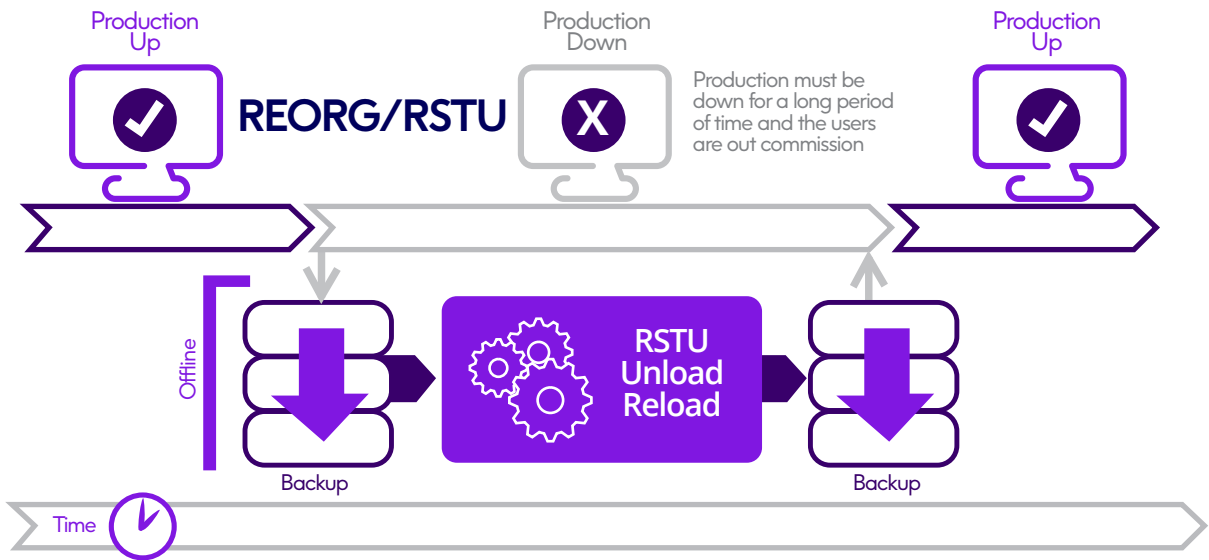 Production
Up
Production
Down
Production
Up
REORG/RSTU
X
Production must be
down for a long period
of time and the users
are out commission
Offline
RSTU
Unload
Reload
Backup
Backup
Time